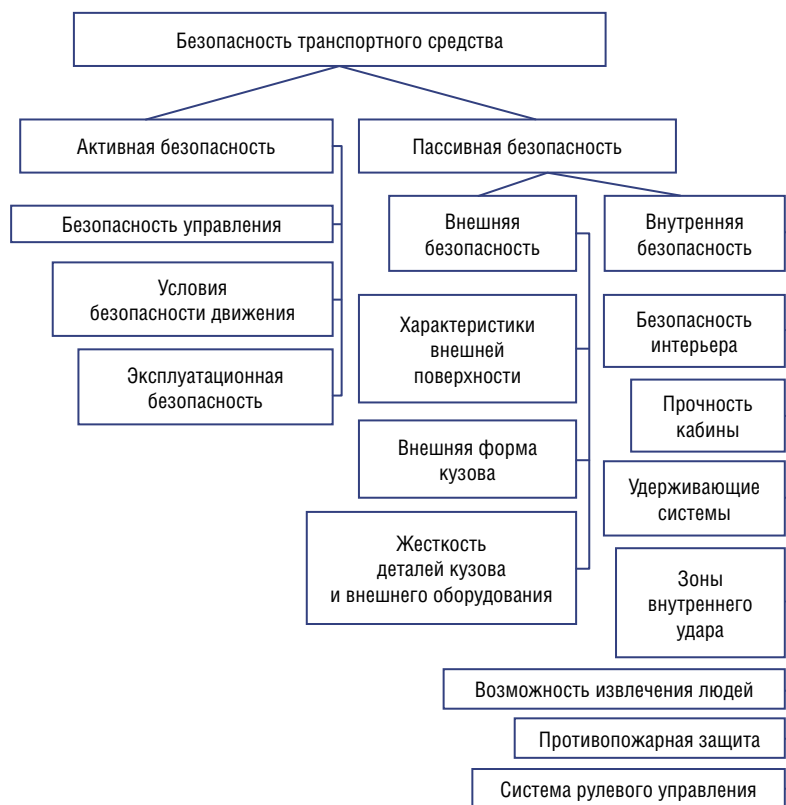 Безопасность транспортного средства
Активная безопасность
Пассивная безопасность
Безопасность управления
Условия
безопасности движения
Эксплуатационная
безопасность
Внешняя
безопасность
Внутренняя
безопасность
Характеристики
внешней
поверхности
Внешняя форма
кузова
Жесткость
деталей кузова
и внешнего оборудования
Безопасность
интерьера
Прочность
кабины
Удерживающие
системы
Зоны
внутреннего
удара
Возможность извлечения людей
Противопожарная защита
Система рулевого управления